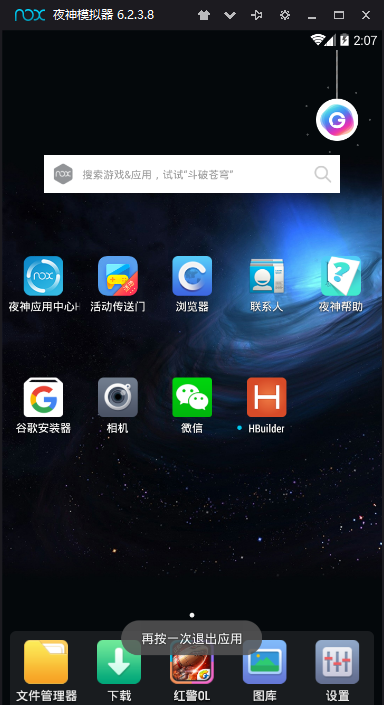 nox 夜神模拟器 6.2.3.8
2:07
G
nox 搜索游戏&应用，试试“斗破苍穹”
nox
夜神应用中心H 活动传送门 浏览器 联系人 夜神帮助
谷歌安装器 相机 微信 HBuilder
再按一次退出应用
文件管理器 下载 红警OL 图库 设置